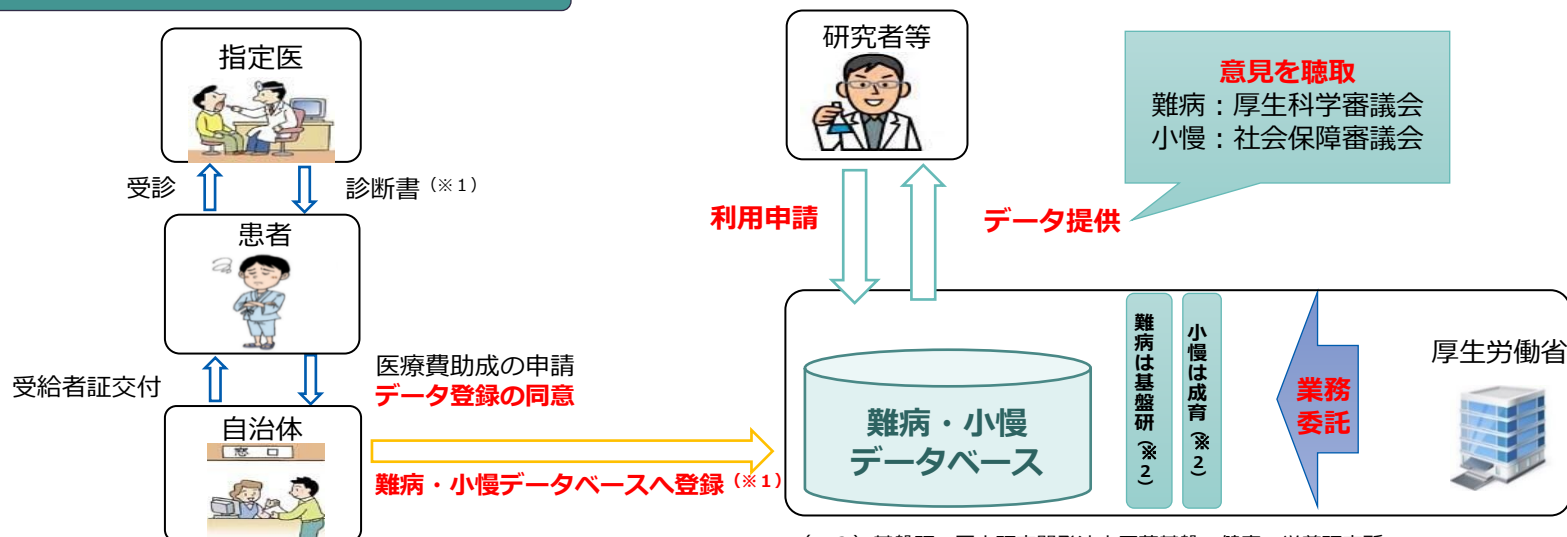 指定医
受診
診断書（※１）
患者
受給者証交付
医療費助成の申請
データ登録の同意
自治体
窓口
難病・小慢データベースへ登録（※１）
研究者等
利用申請
データ提供
意見を聴取
難病：厚生科学審議会
小慢：社会保障審議会
難病・小慢
データベース
難病は基盤研（※２）
小慢は成育（※２）
業務
委託
厚生労働省